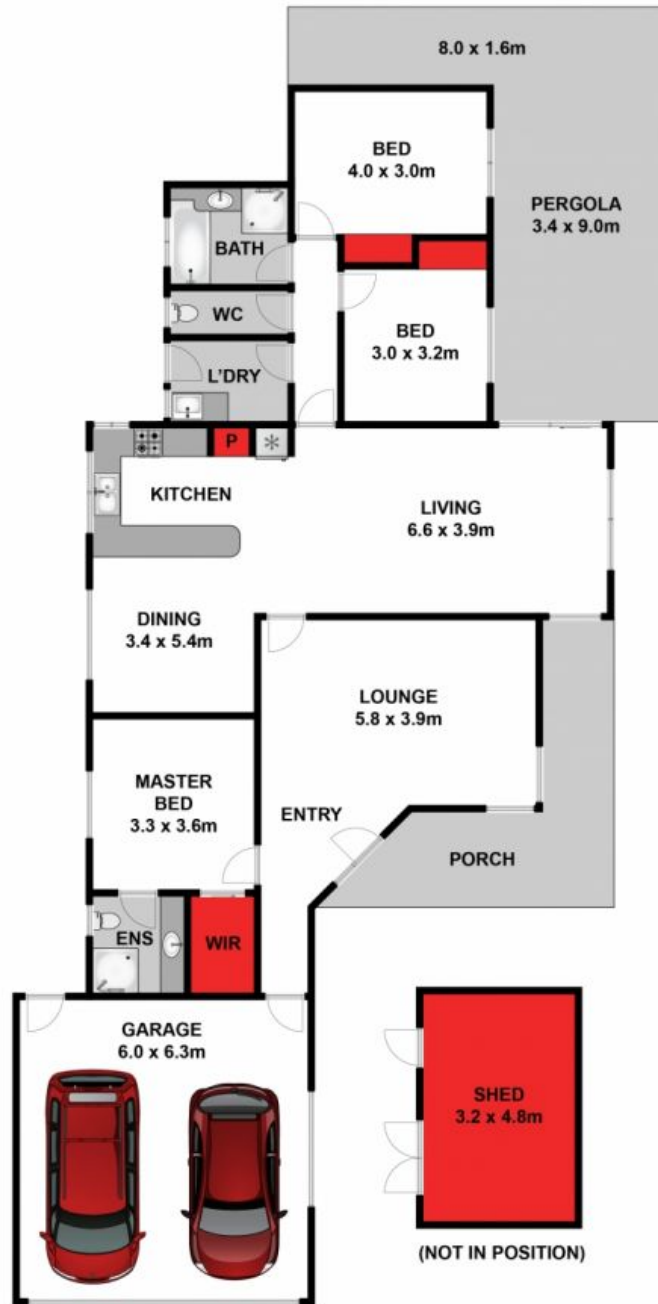 8.0 x 1.6m
BED
4.0 x 3.0m
PERGOLA
3.4 x 9.0m
BATH
WC
BED
3.0 x 3.2m
L'DRY
P
KITCHEN
LIVING
6.6 x 3.9m
DINING
3.4 x 5.4m
LOUNGE
5.8 x 3.9m
MASTER
BED
3.3 x 3.6m
ENTRY
PORCH
ENS
WIR
GARAGE
6.0 x 6.3m
SHED
3.2 x 4.8m
(NOT IN POSITION)